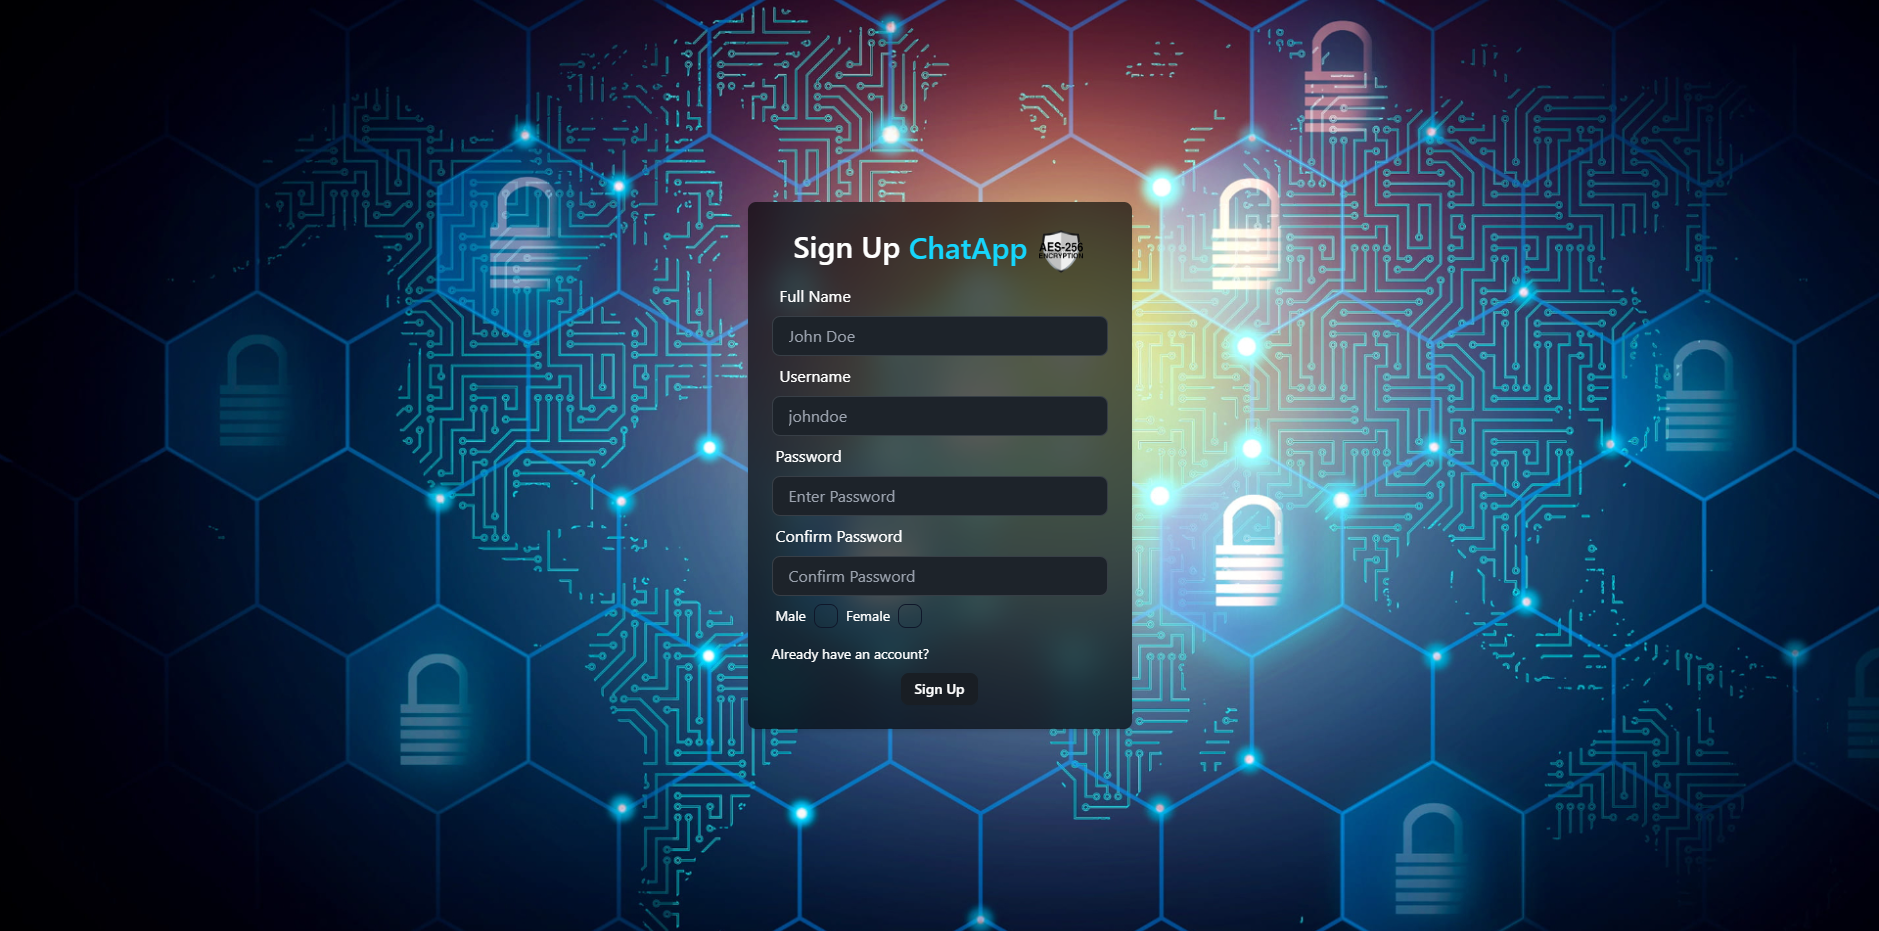 Sign Up ChatApp AES-256 ENCRYPTION
Full Name
John Doe
Username
johndoe
Password
Enter Password
Confirm Password
Confirm Password
Male Female
Already have an account?
Sign Up